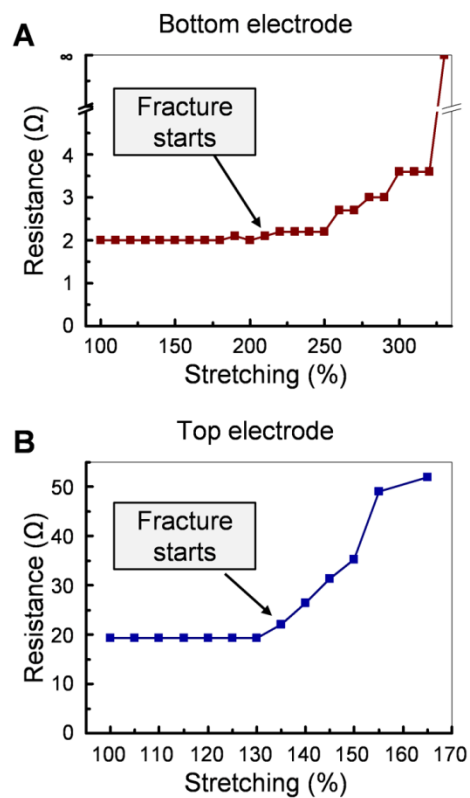 A
Bottom electrode
∞
Fracture
starts
4
3
2
1
0
Resistance (Ω)
100 150 200 250 300
Stretching (%)
B
Top electrode
50
Fracture
starts
40
30
20
10
0
Resistance (Ω)
100 110 120 130 140 150 160 170
Stretching (%)